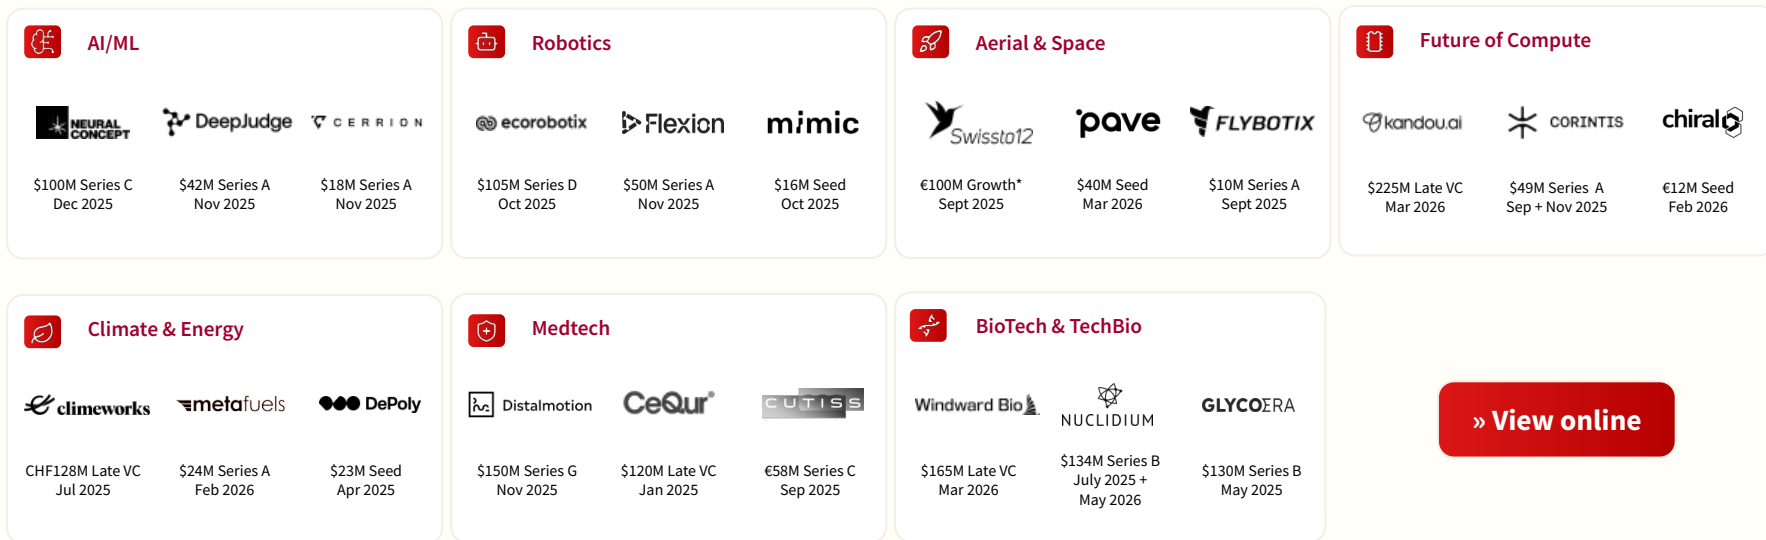 AI/ML
NEURAL
CONCEPT
DeepJudge
CERRION
$100M Series C
Dec 2025
$42M Series A
Nov 2025
$18M Series A
Nov 2025
Robotics
ecorobotix
Flexion
mimic
$105M Series D
Oct 2025
$50M Series A
Nov 2025
$16M Seed
Oct 2025
Aerial & Space
Swissto12
pave
FLYBOTIX
€100M Growth*
Sept 2025
$40M Seed
Mar 2026
$10M Series A
Sept 2025
Future of Compute
kandou.ai
CORINTIS
chiral
$225M Late VC
Mar 2026
$49M Series A
Sep + Nov 2025
€12M Seed
Feb 2026
Climate & Energy
climeworks
metafuels
DePoly
CHF128M Late VC
Jul 2025
$24M Series A
Feb 2026
$23M Seed
Apr 2025
Medtech
Distalmotion
CeQur®
CUTISS
$150M Series G
Nov 2025
$120M Late VC
Jan 2025
€58M Series C
Sep 2025
BioTech & TechBio
Windward Bio
NUCLIDIUM
GLYCOΣRA
$165M Late VC
Mar 2026
$134M Series B
July 2025 +
May 2026
$130M Series B
May 2025
» View online